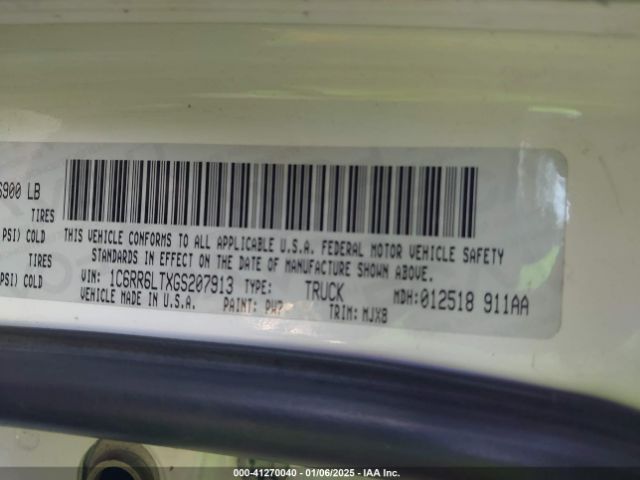 6900 LB
TIRES
PSI) COLD
TIRES
PSI) COLD
THIS VEHICLE CONFORMS TO ALL APPLICABLE U.S.A. FEDERAL MOTOR VEHICLE SAFETY
STANDARDS IN EFFECT ON THE DATE OF MANUFACTURE SHOWN ABOVE.
VIN: 1C6RR6LTXGS207913 TYPE: TRUCK MDH:012518 911AA
VEHICLE MADE IN U.S.A. PAINT: PW7 TRIM: MJX8
000-41270040 - 01/06/2025 - IAA Inc.